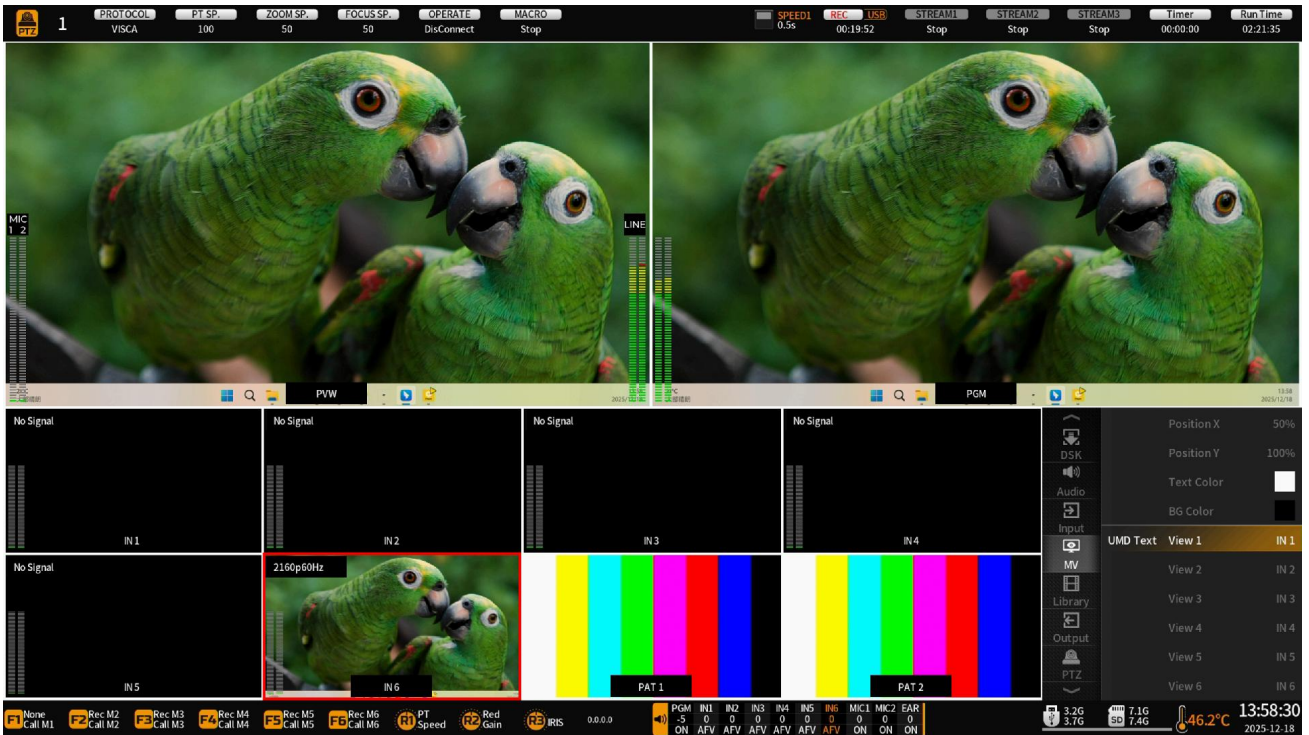 PTZ
1
PROTOCOL PT SP. ZOOM SP. FOCUS SP. OPERATE MACRO SPEED1 REC USB STREAM1 STREAM2 STREAM3 Timer Run Time
VISCA 100 50 50 DisConnect Stop 0.5s 00:19:52 Stop Stop Stop 00:00:00 02:21:35
MIC
1 2
LINE
PVW
PGM
13:58
2025/12/18
No Signal No Signal No Signal No Signal
IN 1 IN 2 IN 3 IN 4
No Signal 2160p60Hz
IN 5 IN 6 PAT 1 PAT 2
DSK
Audio
Input
MV
Library
Output
PTZ
Position X 50%
Position Y 100%
Text Color
BG Color
UMD Text View 1 IN 1
View 2 IN 2
View 3 IN 3
View 4 IN 4
View 5 IN 5
View 6 IN 6
F1 None F2 Rec M2 F3 Rec M3 F4 Rec M4 F5 Rec M5 F6 Rec M6 R1 PT R2 Red R3 IRIS 0.0.0.0
Call M1 Call M2 Call M3 Call M4 Call M5 Call M6 Speed Gain
PGM IN1 IN2 IN3 IN4 IN5 IN6 MIC1 MIC2 EAR
-5 0 0 0 0 0 0 0 0 0
ON AFV AFV AFV AFV AFV AFV ON ON ON
3.2G
3.7G
SD 7.1G
7.4G
46.2°C
13:58:30
2025-12-18